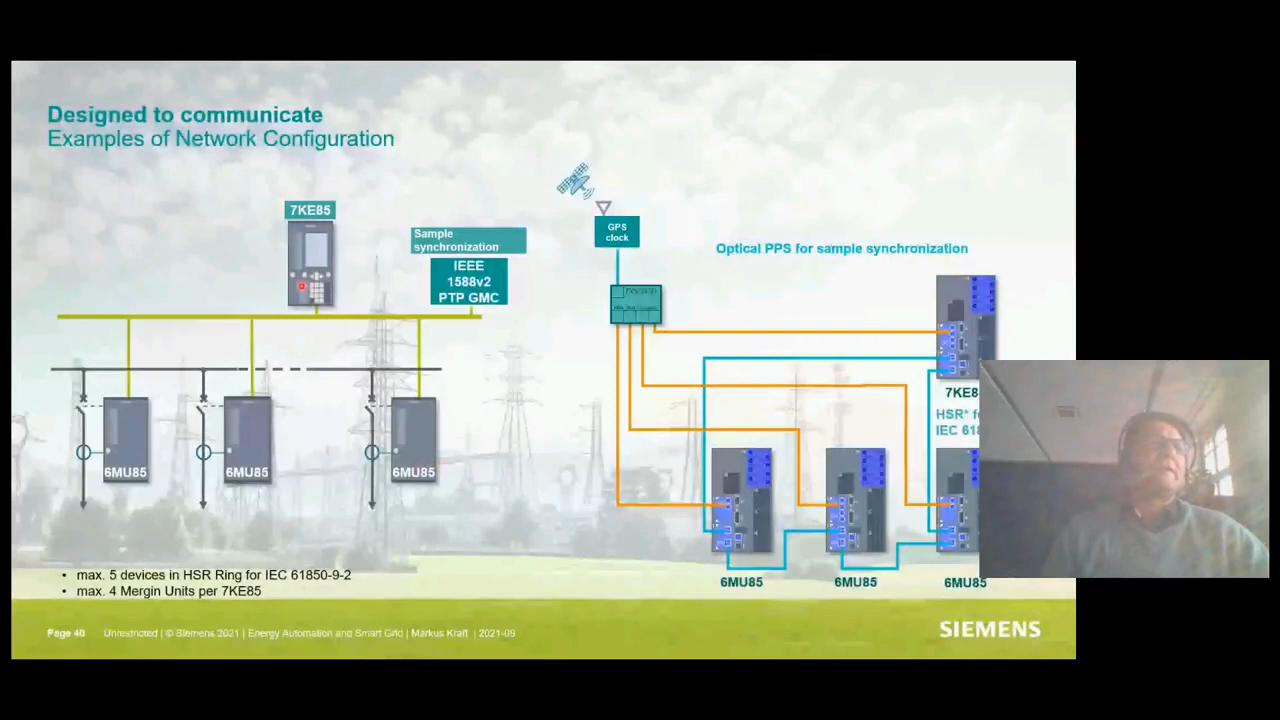 Designed to communicate
Examples of Network Configuration
7KE85
Sample
synchronization
IEEE
1588v2
PTP GMC
GPS
clock
Optical PPS for sample synchronization
HSR*
IEC
6MU85
6MU85
6MU85
6MU85
6MU85
6MU85
• max. 5 devices in HSR Ring for IEC 61850-9-2
• max. 4 Mergin Units per 7KE85
Page 40 Unrestricted | © Siemens 2021 | Energy Automation and Smart Grid | Markus Kraft | 2021-09
SIEMENS